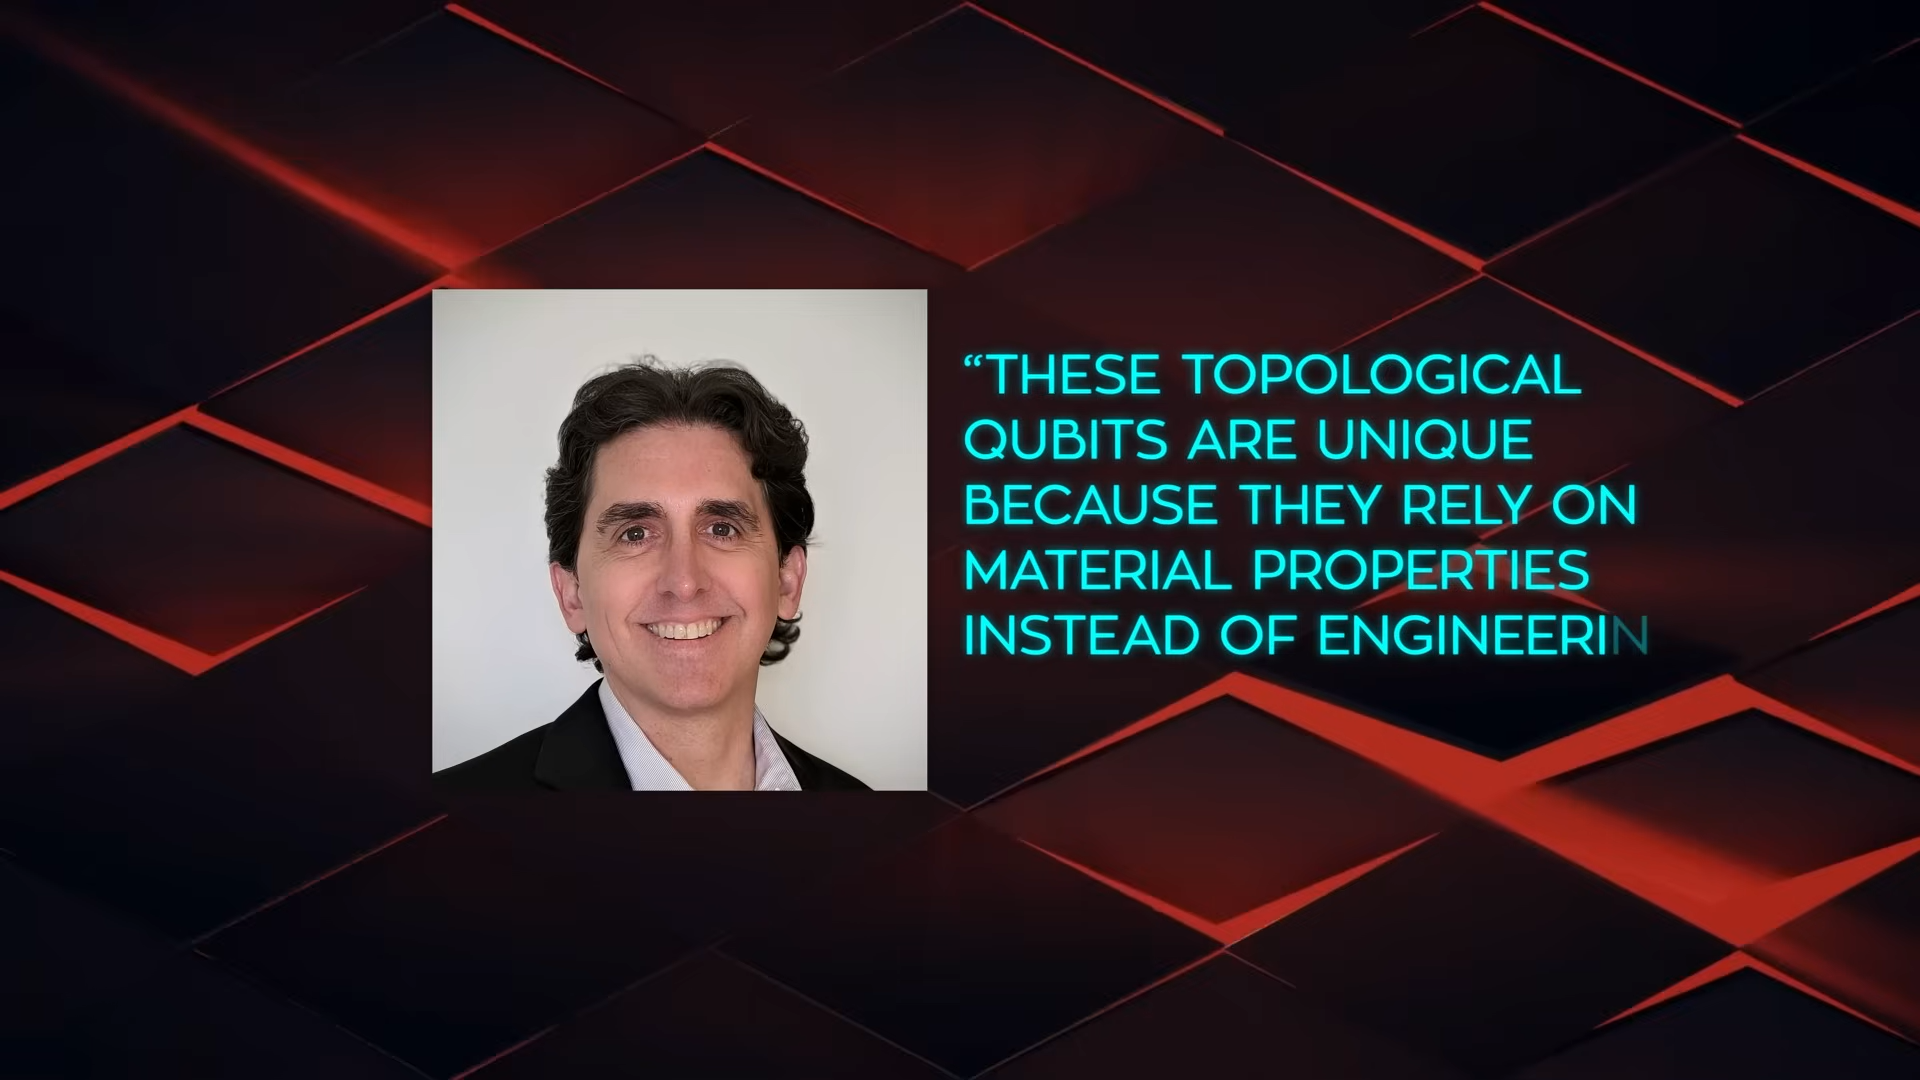 “THESE TOPOLOGICAL
QUBITS ARE UNIQUE
BECAUSE THEY RELY ON
MATERIAL PROPERTIES
INSTEAD OF ENGINEERIN